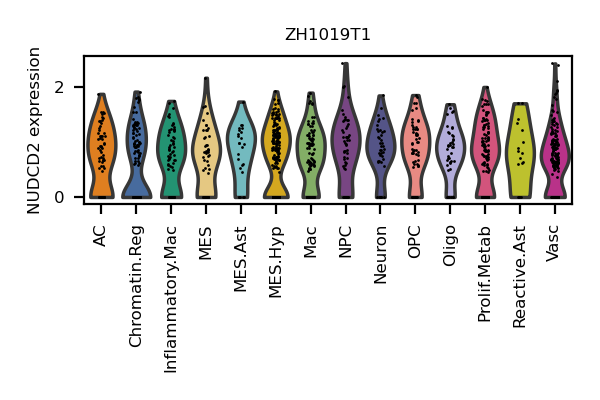 ZH1019T1
NUDCD2 expression
2
0
AC
Chromatin.Reg
Inflammatory.Mac
MES
MES.Ast
MES.Hyp
Mac
NPC
Neuron
OPC
Oligo
Prolif.Metab
Reactive.Ast
Vasc